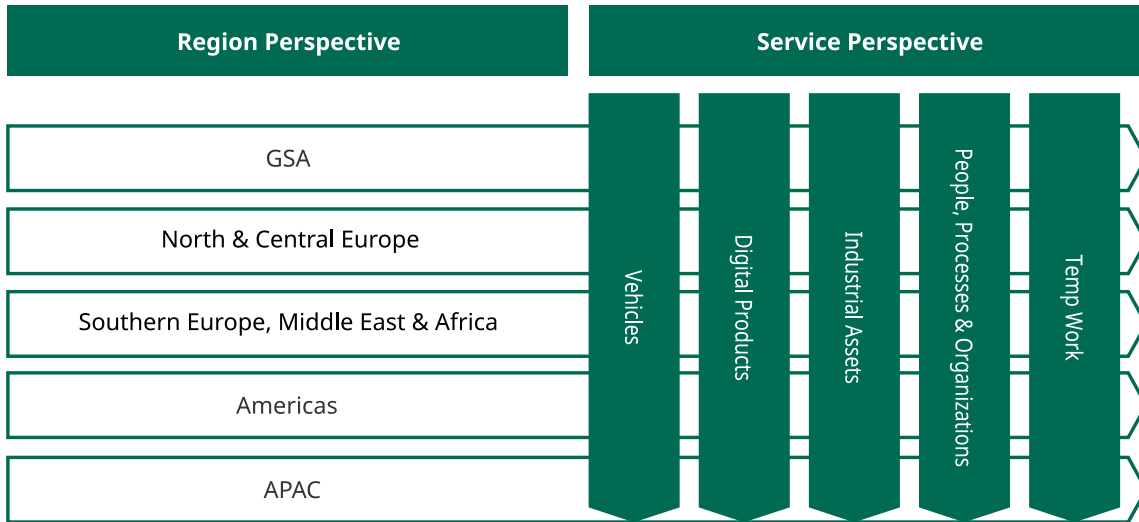 Region Perspective
Service Perspective
GSA
North & Central Europe
Southern Europe, Middle East & Africa
Americas
APAC
Vehicles
Digital Products
Industrial Assets
People, Processes & Organizations
Temp Work